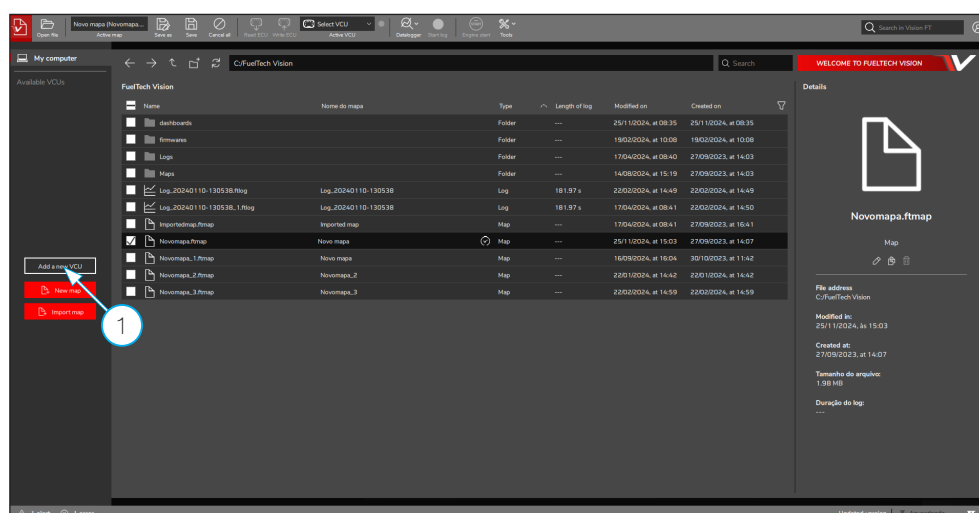 Open file
Novo mapa (Novomapa...
Active map
Save as
Save
Cancel all
Read ECU
Write ECU
Select VCU
Active VCU
Datalogger
Start log
Engine start
Tools
Search in Vision FT
My computer
C:/FuelTech Vision
Search
WELCOME TO FUELTECH VISION
Available VCUs
FuelTech Vision
Details
Name Nome do mapa Type Length of log Modified on Created on
dashboards Folder --- 25/11/2024, at 08:35 25/11/2024, at 08:35
firmwares Folder --- 19/02/2024, at 10:08 19/02/2024, at 10:08
Logs Folder --- 17/04/2024, at 08:40 27/09/2023, at 14:03
Maps Folder --- 14/08/2024, at 15:19 27/09/2023, at 14:03
Log_20240110-130538.ftlog Log_20240110-130538 Log 181.97 s 22/02/2024, at 14:49 22/02/2024, at 14:49
Log_20240110-130538_1.ftlog Log_20240110-130538 Log 181.97 s 17/04/2024, at 08:41 22/02/2024, at 14:50
Importedmap.ftmap Imported map Map --- 17/04/2024, at 08:41 27/09/2023, at 16:41
Novomapa.ftmap Novo mapa Map --- 25/11/2024, at 15:03 27/09/2023, at 14:07
Novomapa_1.ftmap Novo mapa Map --- 16/09/2024, at 16:04 30/10/2023, at 11:42
Novomapa_2.ftmap Novomapa_2 Map --- 22/01/2024, at 14:42 22/01/2024, at 14:42
Novomapa_3.ftmap Novomapa_3 Map --- 22/02/2024, at 14:59 22/02/2024, at 14:59
Add a new VCU
New map
Import map
1
Novomapa.ftmap
Map
File address
C:/FuelTech Vision
Modified in:
25/11/2024, às 15:03
Created at:
27/09/2023, at 14:07
Tamanho do arquivo:
1.98 MB
Duração do log:
---